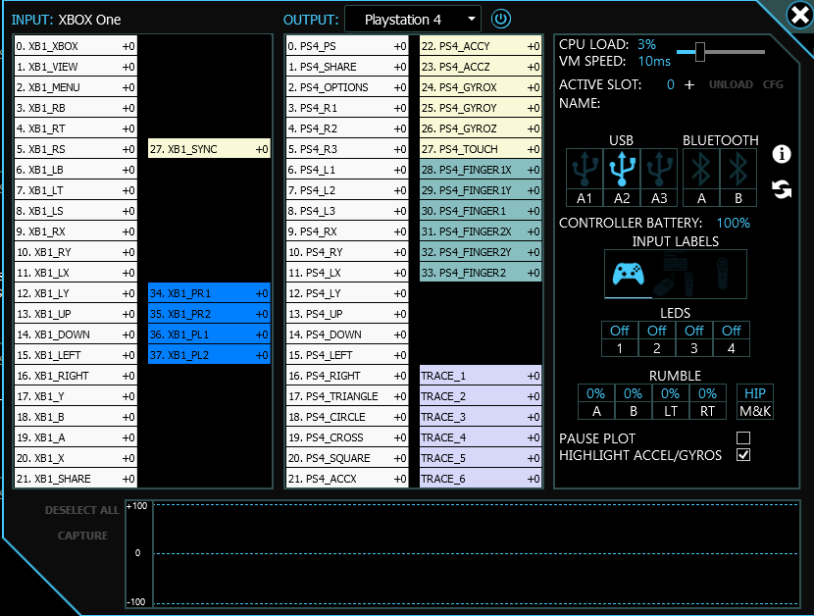 INPUT: XBOX One
OUTPUT: Playstation 4
0. XB1_XBOX +0
1. XB1_VIEW +0
2. XB1_MENU +0
3. XB1_RB +0
4. XB1_RT +0
5. XB1_RS +0
6. XB1_LB +0
7. XB1_LT +0
8. XB1_LS +0
9. XB1_RX +0
10. XB1_RY +0
11. XB1_LX +0
12. XB1_LY +0
13. XB1_UP +0
14. XB1_DOWN +0
15. XB1_LEFT +0
16. XB1_RIGHT +0
17. XB1_Y +0
18. XB1_B +0
19. XB1_A +0
20. XB1_X +0
21. XB1_SHARE +0
27. XB1_SYNC +0
34. XB1_PR1 +0
35. XB1_PR2 +0
36. XB1_PL1 +0
37. XB1_PL2 +0
0. PS4_PS +0
1. PS4_SHARE +0
2. PS4_OPTIONS +0
3. PS4_R1 +0
4. PS4_R2 +0
5. PS4_R3 +0
6. PS4_L1 +0
7. PS4_L2 +0
8. PS4_L3 +0
9. PS4_RX +0
10. PS4_RY +0
11. PS4_LX +0
12. PS4_LY +0
13. PS4_UP +0
14. PS4_DOWN +0
15. PS4_LEFT +0
16. PS4_RIGHT +0
17. PS4_TRIANGLE +0
18. PS4_CIRCLE +0
19. PS4_CROSS +0
20. PS4_SQUARE +0
21. PS4_ACCX +0
22. PS4_ACCY +0
23. PS4_ACCZ +0
24. PS4_GYROX +0
25. PS4_GYROY +0
26. PS4_GYROZ +0
27. PS4_TOUCH +0
28. PS4_FINGER1X +0
29. PS4_FINGER1Y +0
30. PS4_FINGER1 +0
31. PS4_FINGER2X +0
32. PS4_FINGER2Y +0
33. PS4_FINGER2 +0
TRACE_1 +0
TRACE_2 +0
TRACE_3 +0
TRACE_4 +0
TRACE_5 +0
TRACE_6 +0
CPU LOAD: 3%
VM SPEED: 10ms
ACTIVE SLOT: 0 + UNLOAD CFG
NAME:
USB BLUETOOTH
A1 A2 A3 A B
CONTROLLER BATTERY: 100%
INPUT LABELS
LEDS
Off Off Off Off
1 2 3 4
RUMBLE
0% 0% 0% 0% HIP
A B LT RT M&K
PAUSE PLOT
HIGHLIGHT ACCEL/GYROS
DESELECT ALL
CAPTURE
+100
0
-100